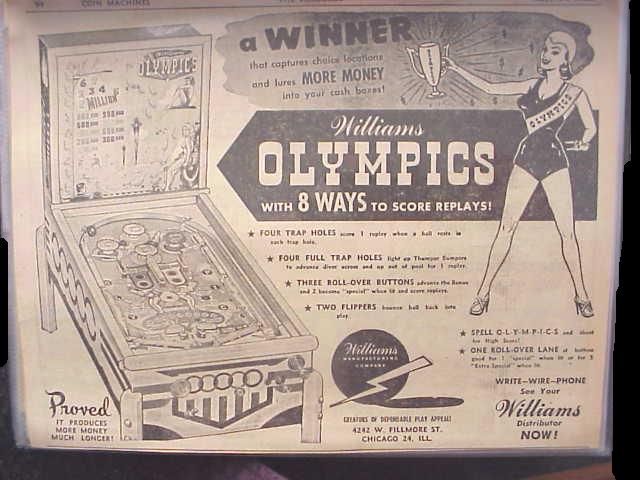 94 COIN MACHINES
a WINNER
that captures choice locations
and lures MORE MONEY
into your cash boxes!
OLYMPICS
6
3 4
MILLION
OLYMPICS
Williams
OLYMPICS
WITH 8 WAYS TO SCORE REPLAYS!
★ FOUR TRAP HOLES score 1 replay when a ball rests in
each trap hole.
★ FOUR FULL TRAP HOLES light up Thumper Bumpers
to advance diver across and up out of pool for 1 replay.
★ THREE ROLL-OVER BUTTONS advance the Bonus
and 2 become "special" when lit and score replays.
★ TWO FLIPPERS bounce ball back into
play.
★ SPELL O-L-Y-M-P-I-C-S and shoot
for High Score!
★ ONE ROLL-OVER LANE at bottom
good for 1 "special" when lit or for 5
"Extra Special" when lit.
Williams
MANUFACTURING
COMPANY
CREATORS OF DEPENDABLE PLAY APPEAL!
4242 W. FILLMORE ST.
CHICAGO 24, ILL.
WRITE-WIRE-PHONE
See Your
Williams
Distributor
NOW!
Proved
IT PRODUCES
MORE MONEY
MUCH LONGER!